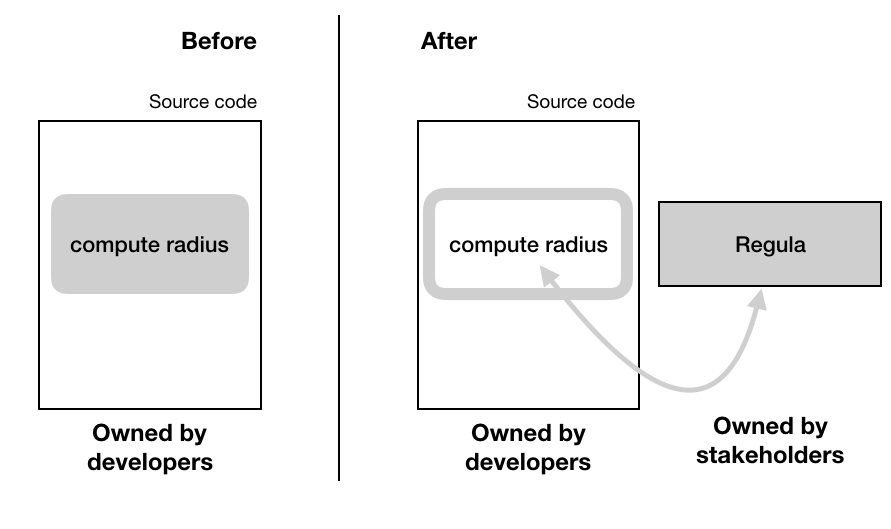 Before
Source code
compute radius
Owned by
developers
After
Source code
compute radius
Regula
Owned by
developers
Owned by
stakeholders